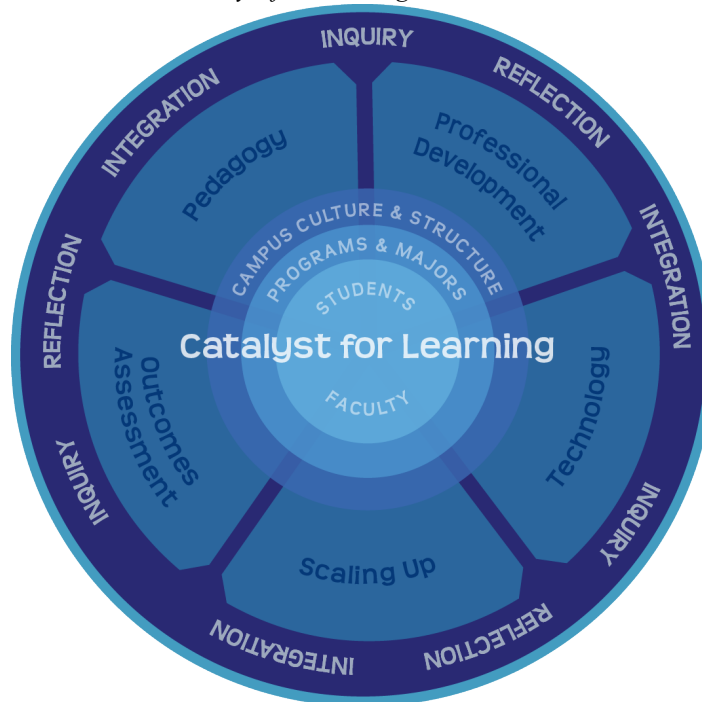 INQUIRY
REFLECTION
INTEGRATION
INQUIRY
REFLECTION
INTEGRATION
INQUIRY
REFLECTION
INTEGRATION
Pedagogy
Professional
Development
Technology
Scaling Up
Outcomes
Assessment
CAMPUS CULTURE & STRUCTURE
PROGRAMS & MAJORS
STUDENTS
Catalyst for Learning
FACULTY